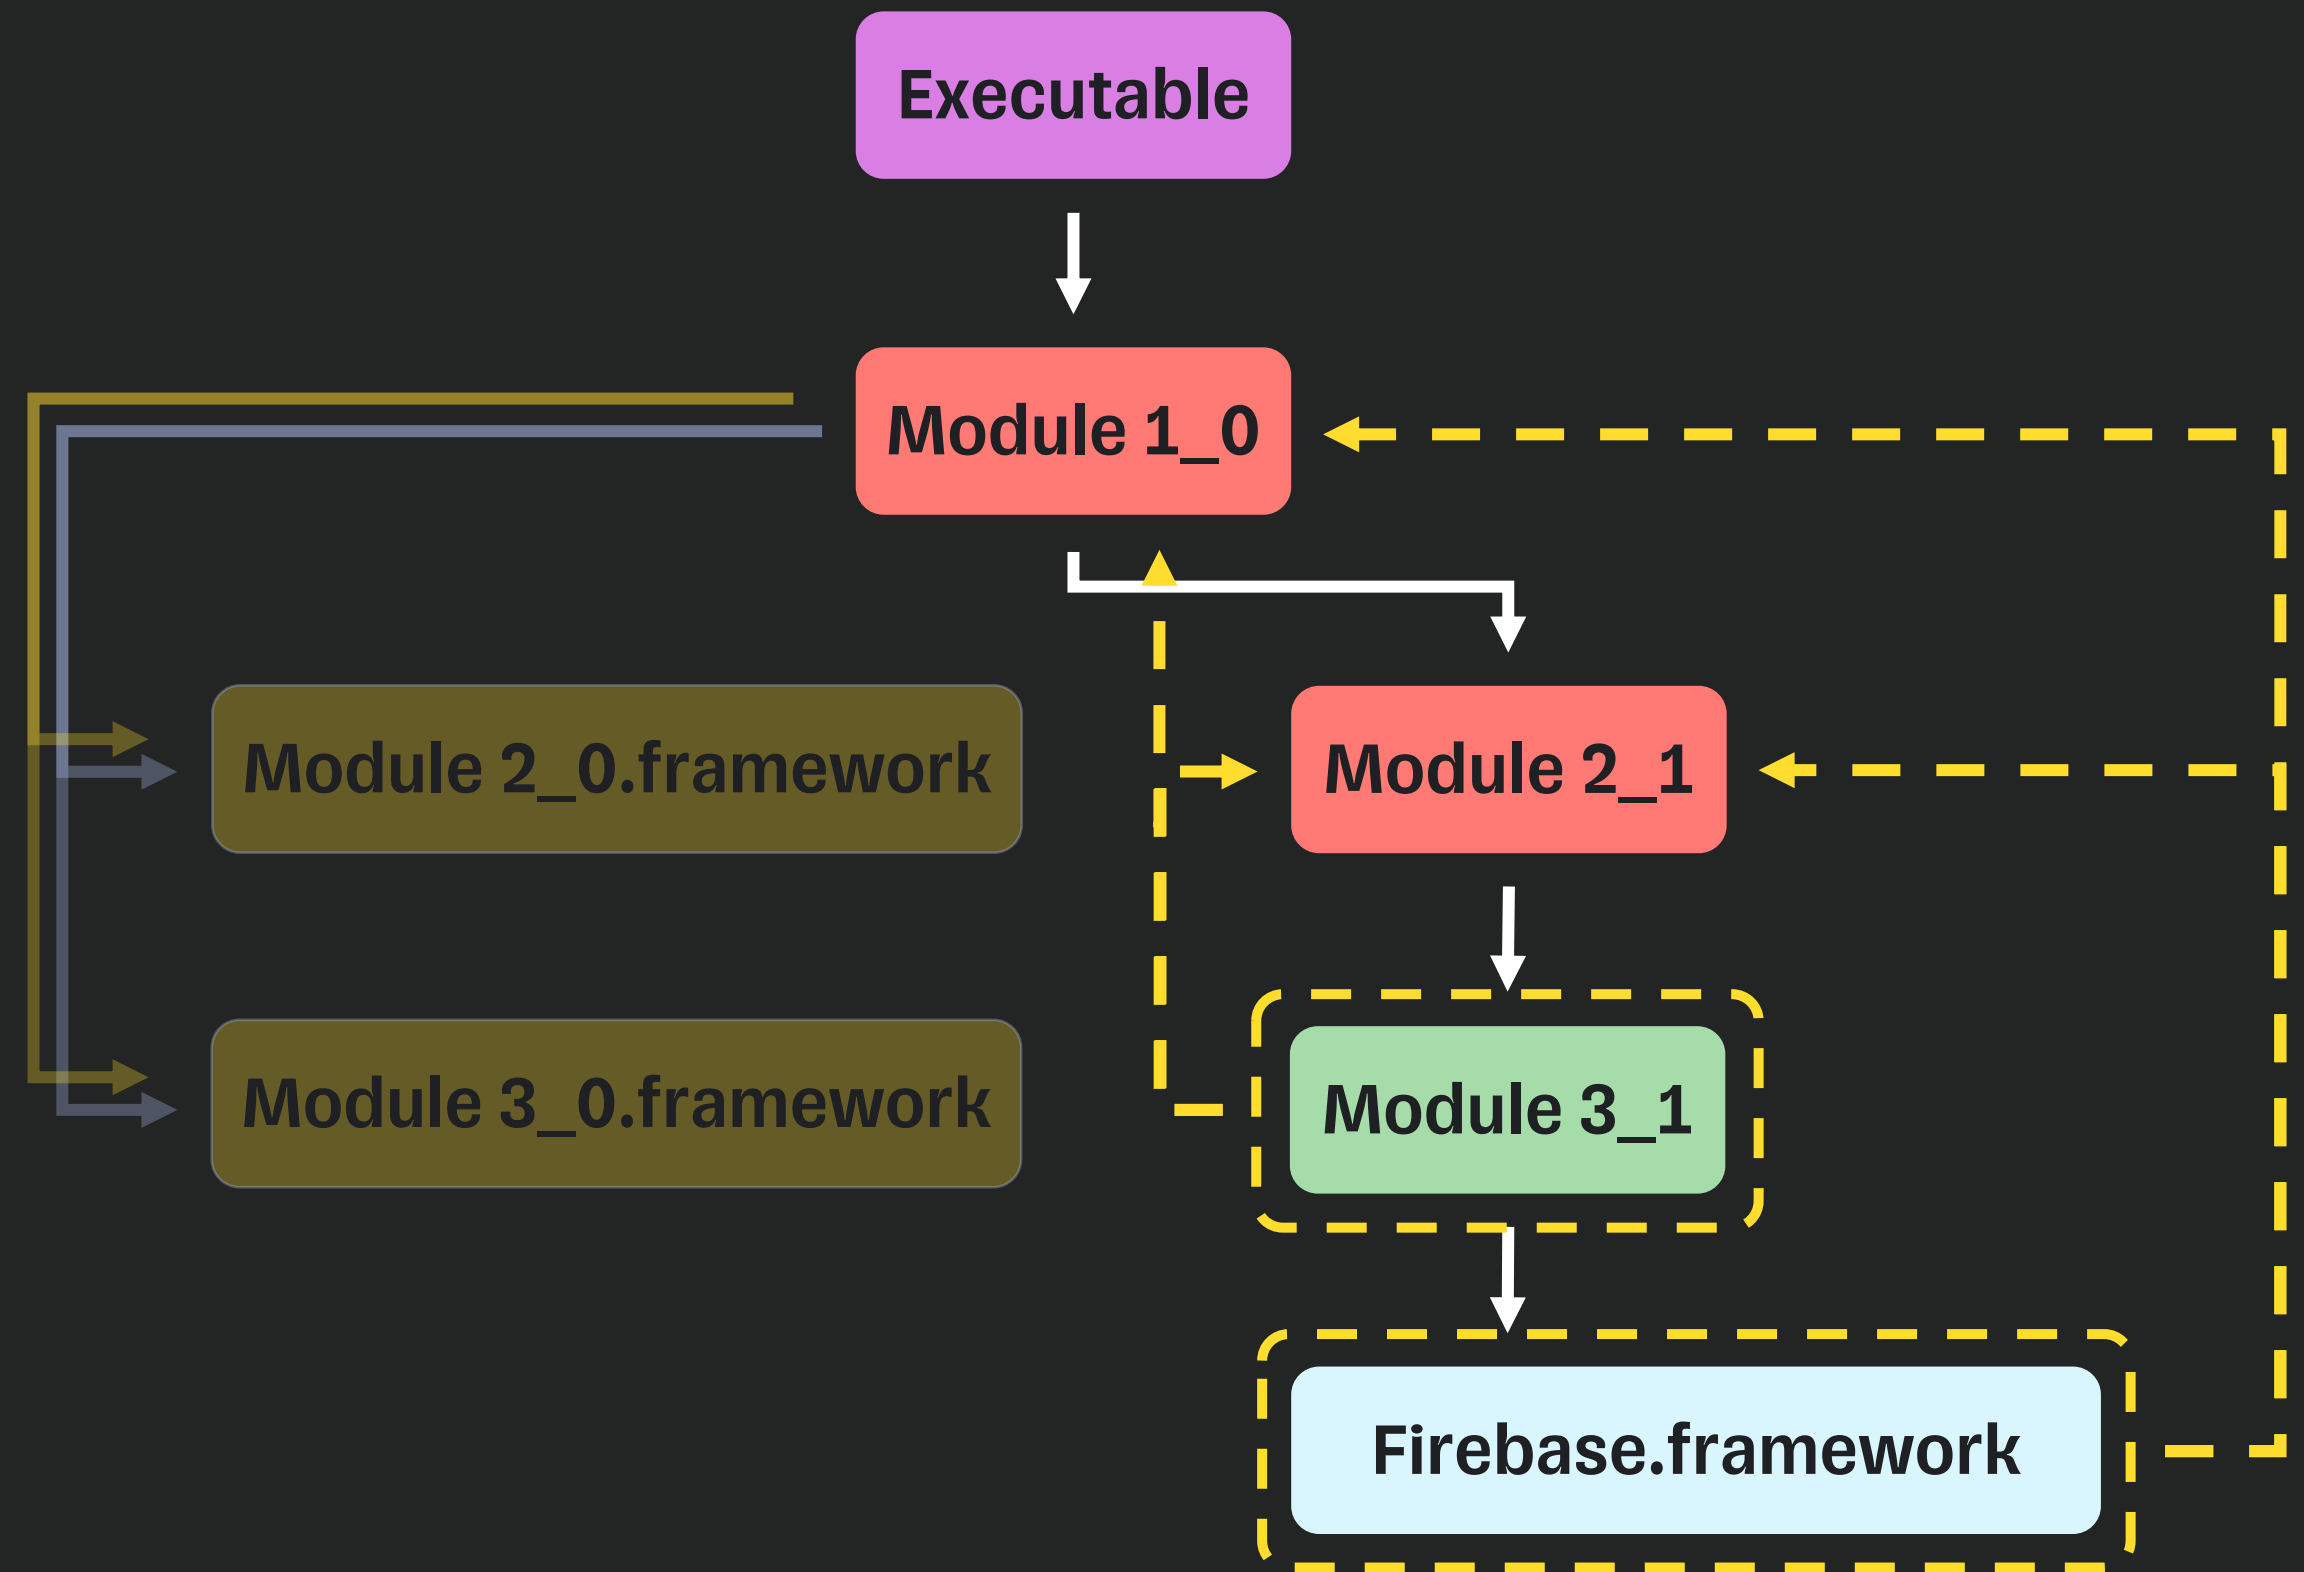 Executable
Module 1_0
Module 2_0.framework
Module 2_1
Module 3_0.framework
Module 3_1
Firebase.framework